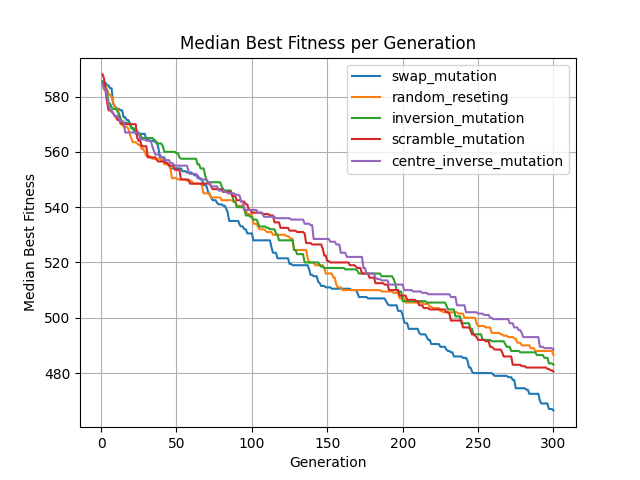 Median Best Fitness per Generation
swap_mutation
random_reseting
inversion_mutation
scramble_mutation
centre_inverse_mutation
Median Best Fitness
580
560
540
520
500
480
0 50 100 150 200 250 300
Generation